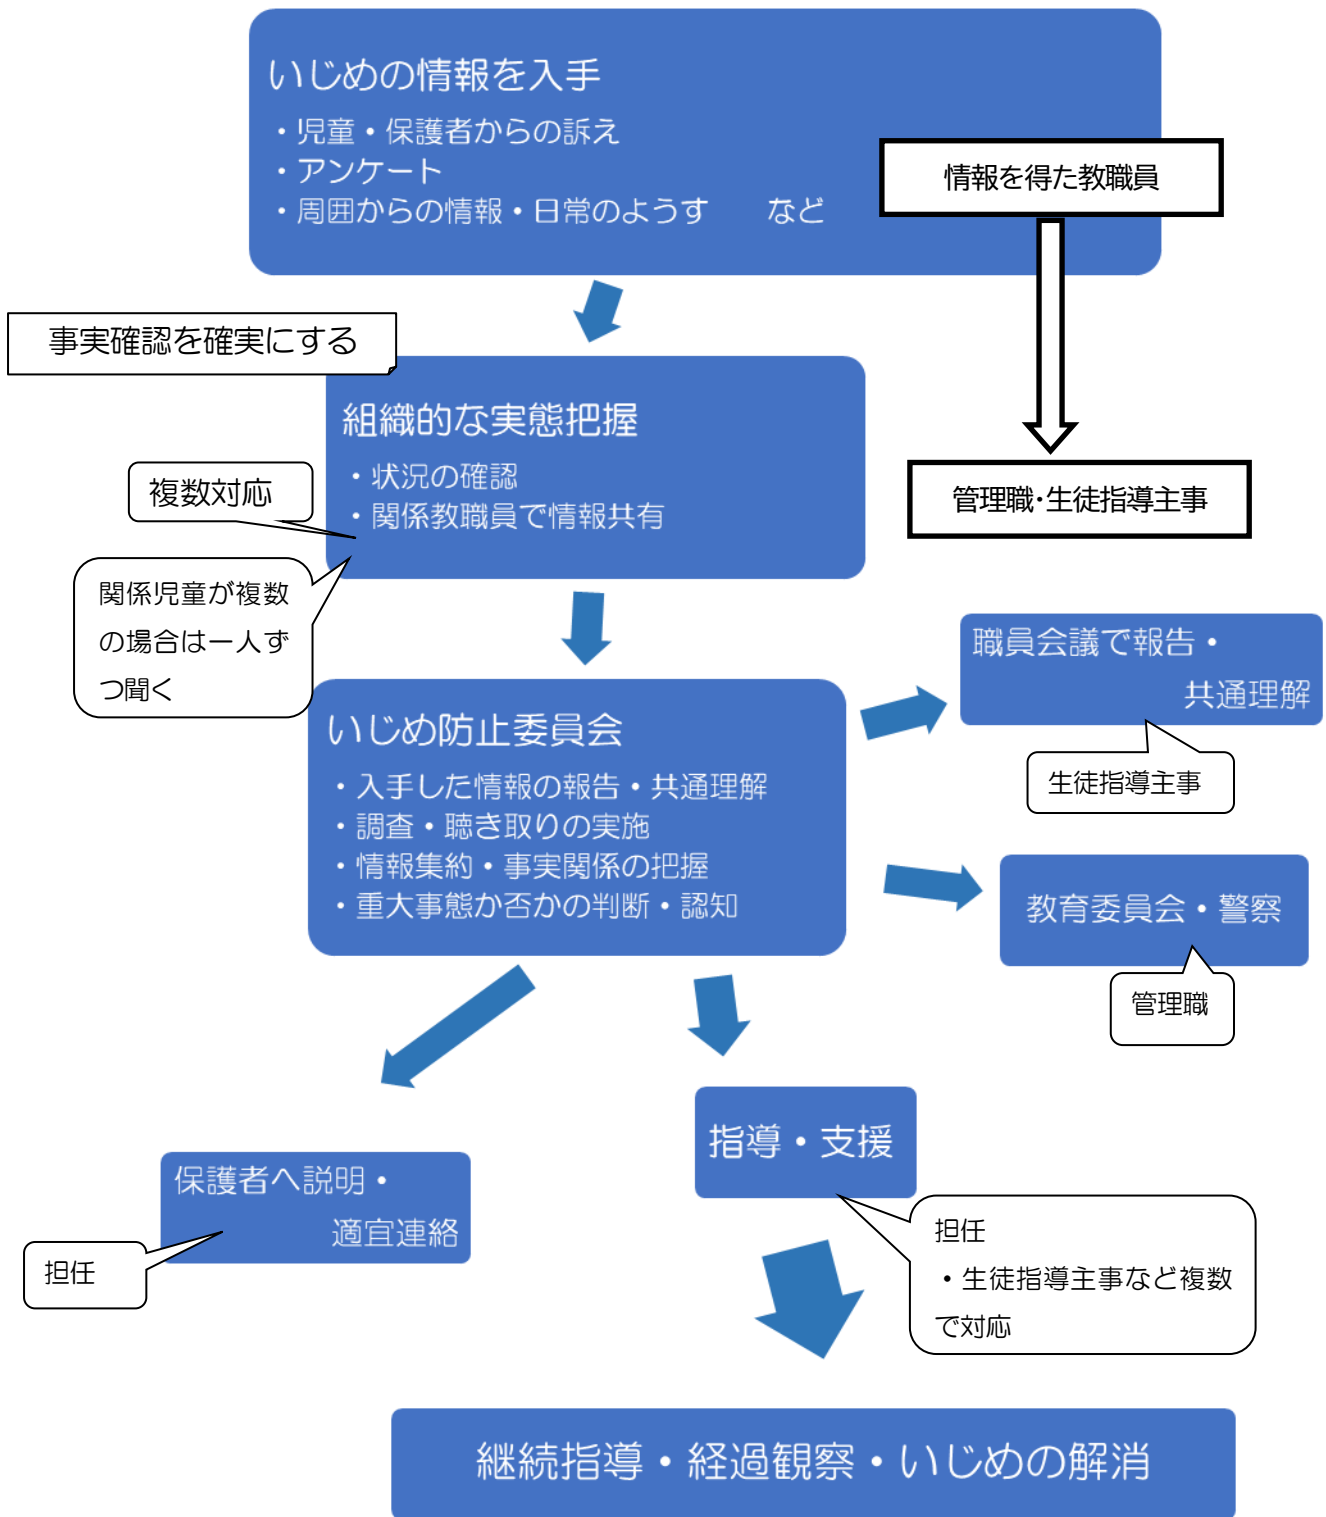 いじめの情報を入手
・児童・保護者からの訴え
・アンケート
・周囲からの情報・日常のようす　　など
情報を得た教職員
事実確認を確実にする
組織的な実態把握
・状況の確認
・関係教職員で情報共有
管理職・生徒指導主事
複数対応
関係児童が複数
の場合は一人ず
つ聞く
職員会議で報告・
共通理解
生徒指導主事
いじめ防止委員会
・入手した情報の報告・共通理解
・調査・聴き取りの実施
・情報集約・事実関係の把握
・重大事態か否かの判断・認知
教育委員会・警察
管理職
指導・支援
保護者へ説明・
適宜連絡
担任
担任
・生徒指導主事など複数
で対応
継続指導・経過観察・いじめの解消